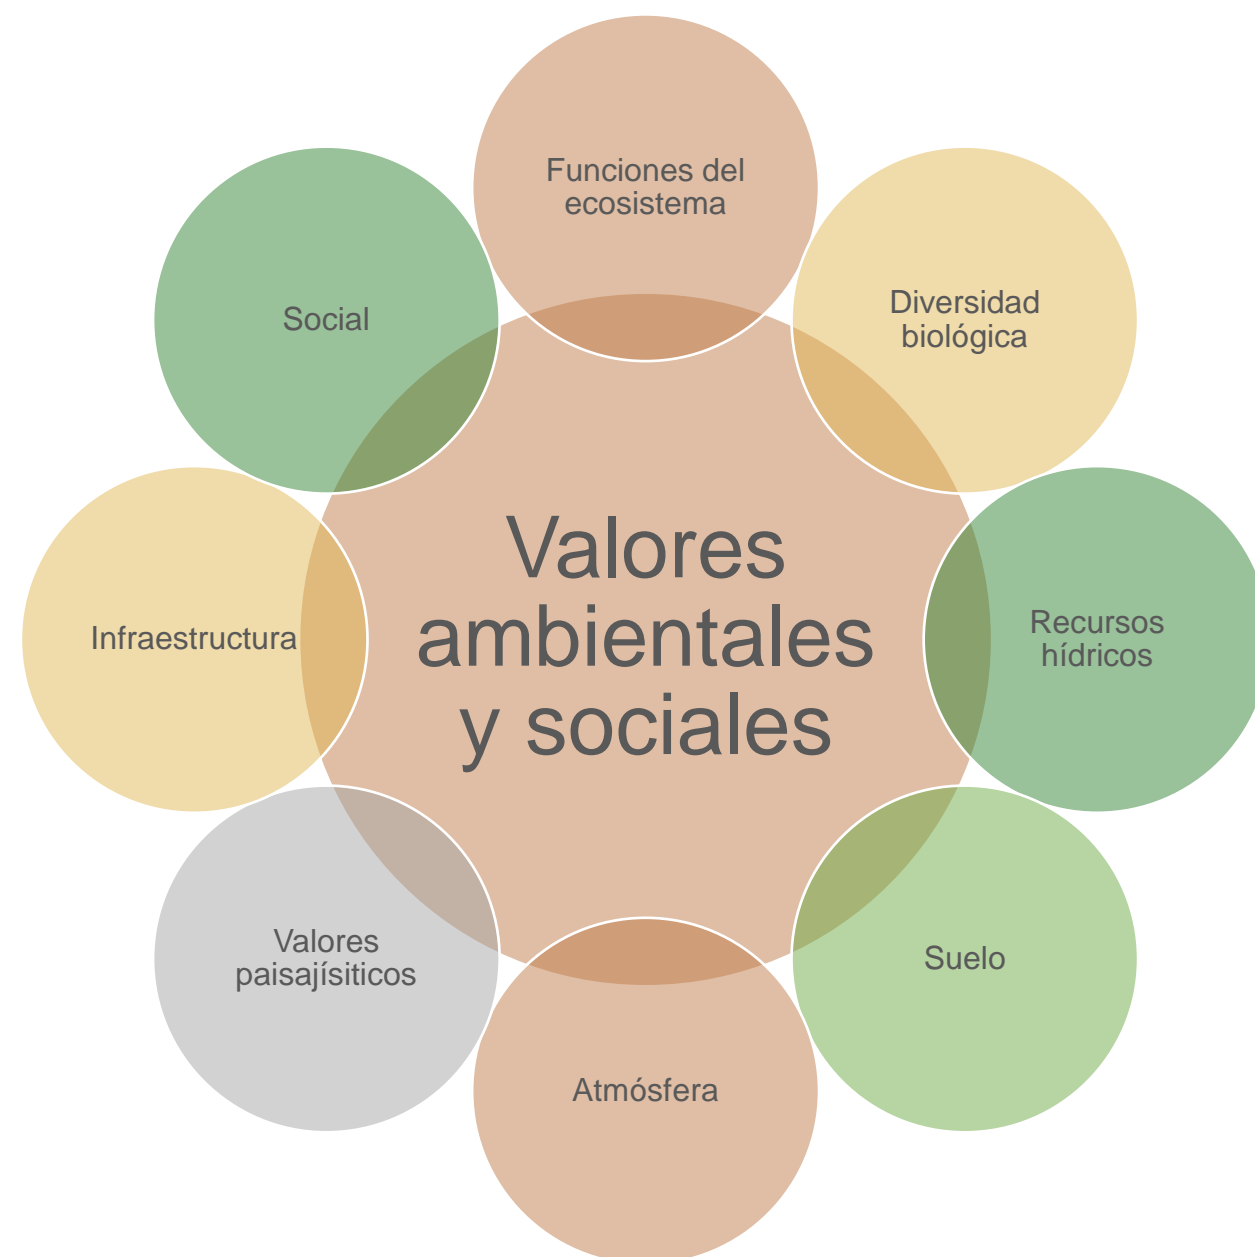 Funciones del
ecosistema
Diversidad
biológica
Recursos
hídricos
Suelo
Atmósfera
Valores
paisajísiticos
Infraestructura
Social
Valores
ambientales
y sociales